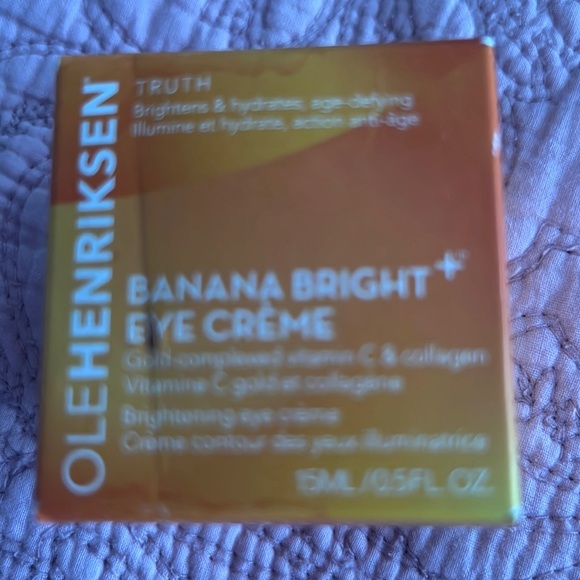 OLEHENRIKSEN
TRUTH
Brightens & hydrates, age-defying
Illumine et hydrate, action anti-âge
BANANA BRIGHT+
EYE CRÈME
Gold-complexed vitamin C & collagen
Vitamine C-gold et collagène
Brightening eye crème
Crème contour des yeux illuminatrice
15ML/0.5FL. OZ.